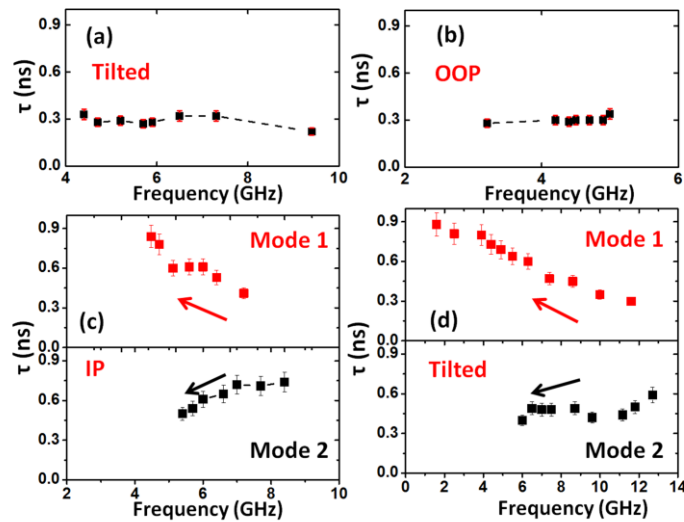 0.9
0.6
0.3
0.0
τ (ns)
(a)
Tilted
4
6
8
10
Frequency (GHz)
0.9
0.6
0.3
0.0
τ (ns)
(b)
OOP
2
4
6
Frequency (GHz)
0.9
0.6
0.3
τ (ns)
Mode 1
(c)
IP
0.9
0.6
0.3
0.0
Mode 2
2
4
6
8
10
Frequency (GHz)
0.9
0.6
0.3
0.0
τ (ns)
Mode 1
(d)
Tilted
0.9
0.6
0.3
0.0
Mode 2
0
2
4
6
8
10
12
14
Frequency (GHz)